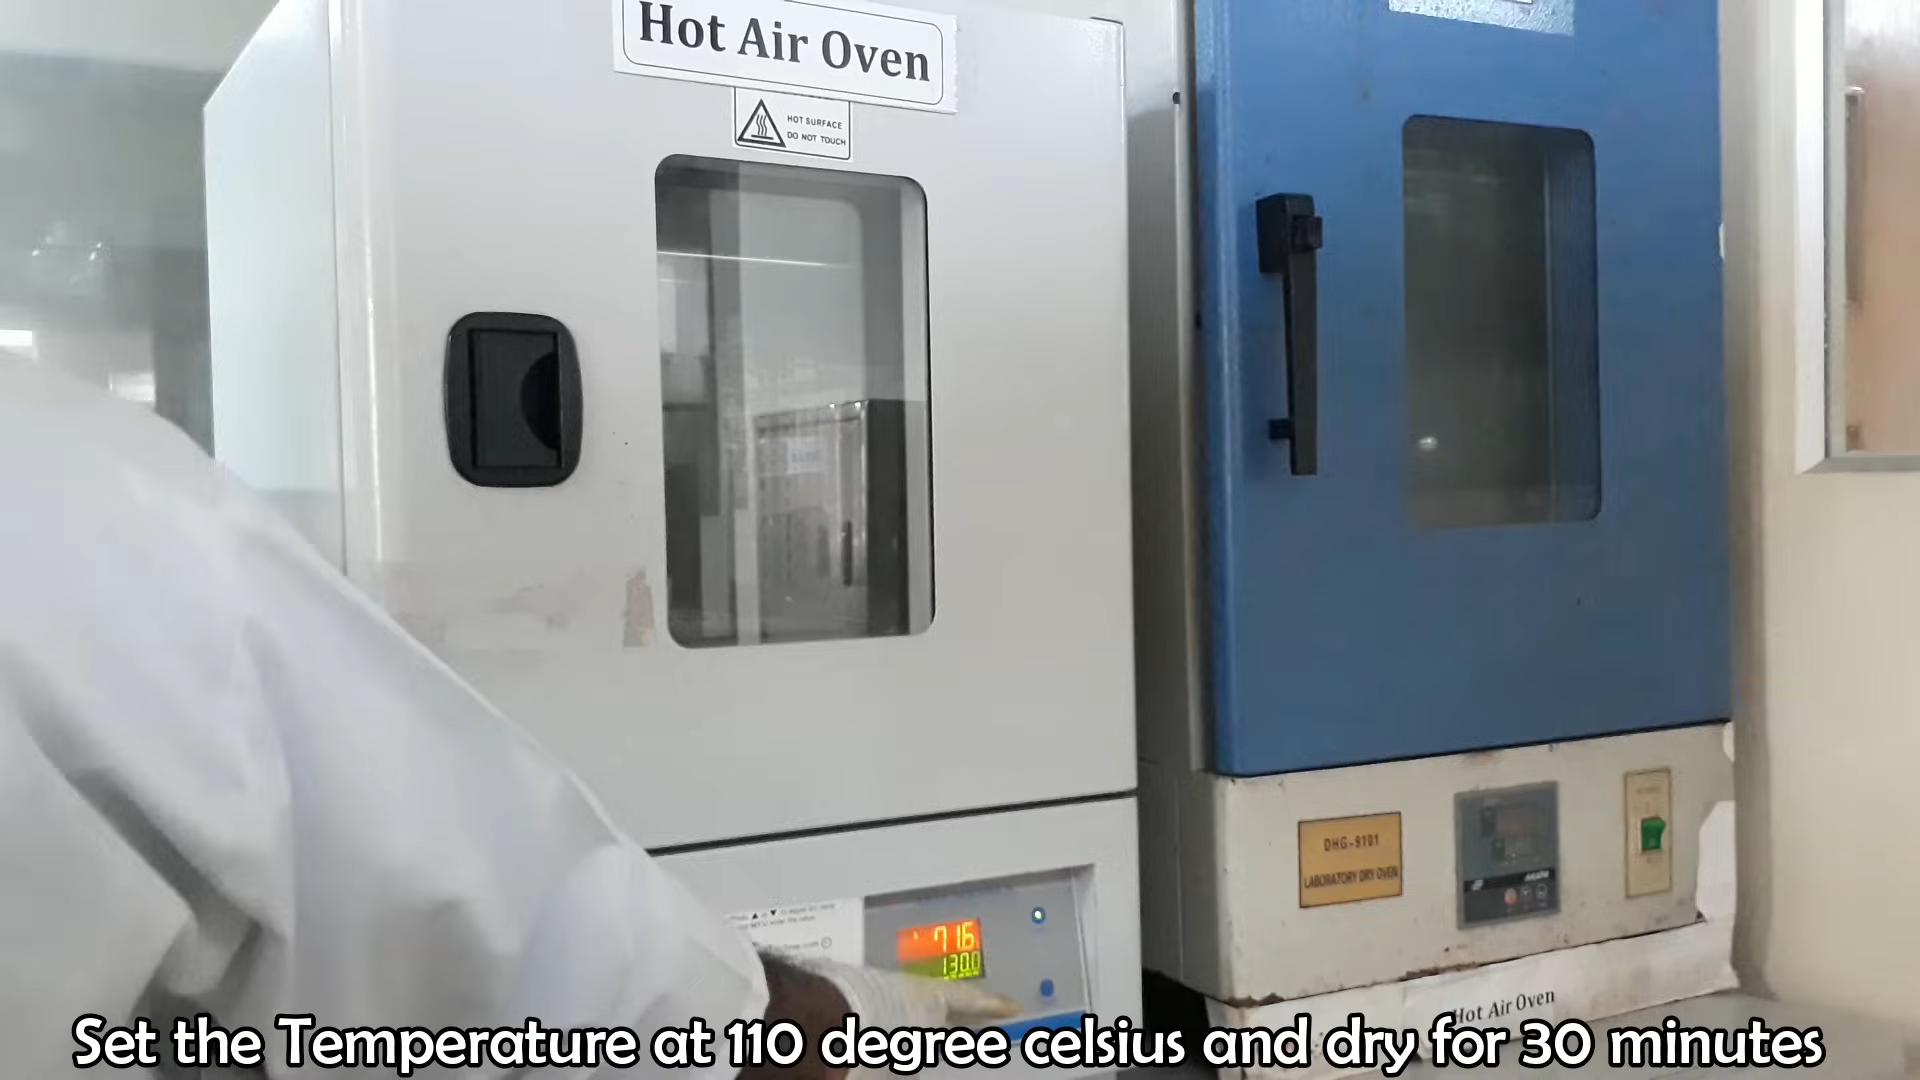 Hot Air Oven
HOT SURFACE
DO NOT TOUCH
71.6
130.0
DHG-9101
LABORATORY DRY OVEN
Hot Air Oven
Set the Temperature at 110 degree celsius and dry for 30 minutes